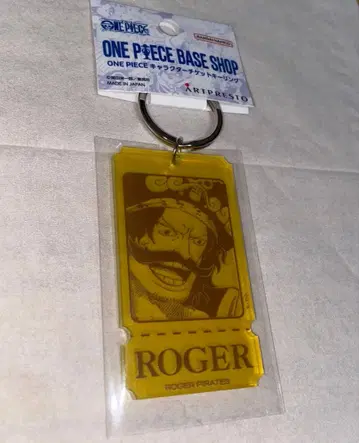 ONE PIECE
ONE PIECE BASE SHOP
ONE PIECE キャラクターチケットキーリング
MADE IN JAPAN
ARTPRESTO
ROGER
ROGER PIRATES